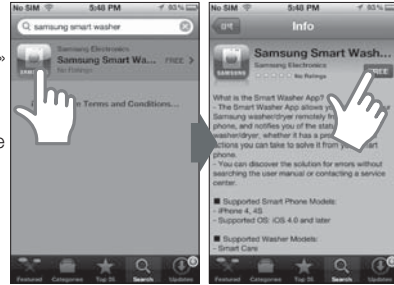 »
e
No SIM 5:48 PM 93%
samsung smart washer
Samsung Electronics
Samsung Smart Wa... FREE
No Ratings
Terms and Conditions...
Featured Categories Top 25 Search Updates
No SIM 5:48 PM 93%
Info
SAMSUNG
Samsung Smart Wash...
Samsung Electronics
No Ratings
FREE
What is the Smart Washer App?
- The Smart Washer App allows you
Samsung washer/dryer remotely
phone, and notifies you of the
washer/dryer, whether it has a
actions you can take to solve it from
phone.
- You can discover the solution for errors without
searching the user manual or contacting a service
center.
■ Supported Smart Phone Models:
- iPhone 4, 4S
- Supported OS: iOS 4.0 and later
■ Supported Washer Models:
- Smart Care
Featured Categories Top 25 Search Updates